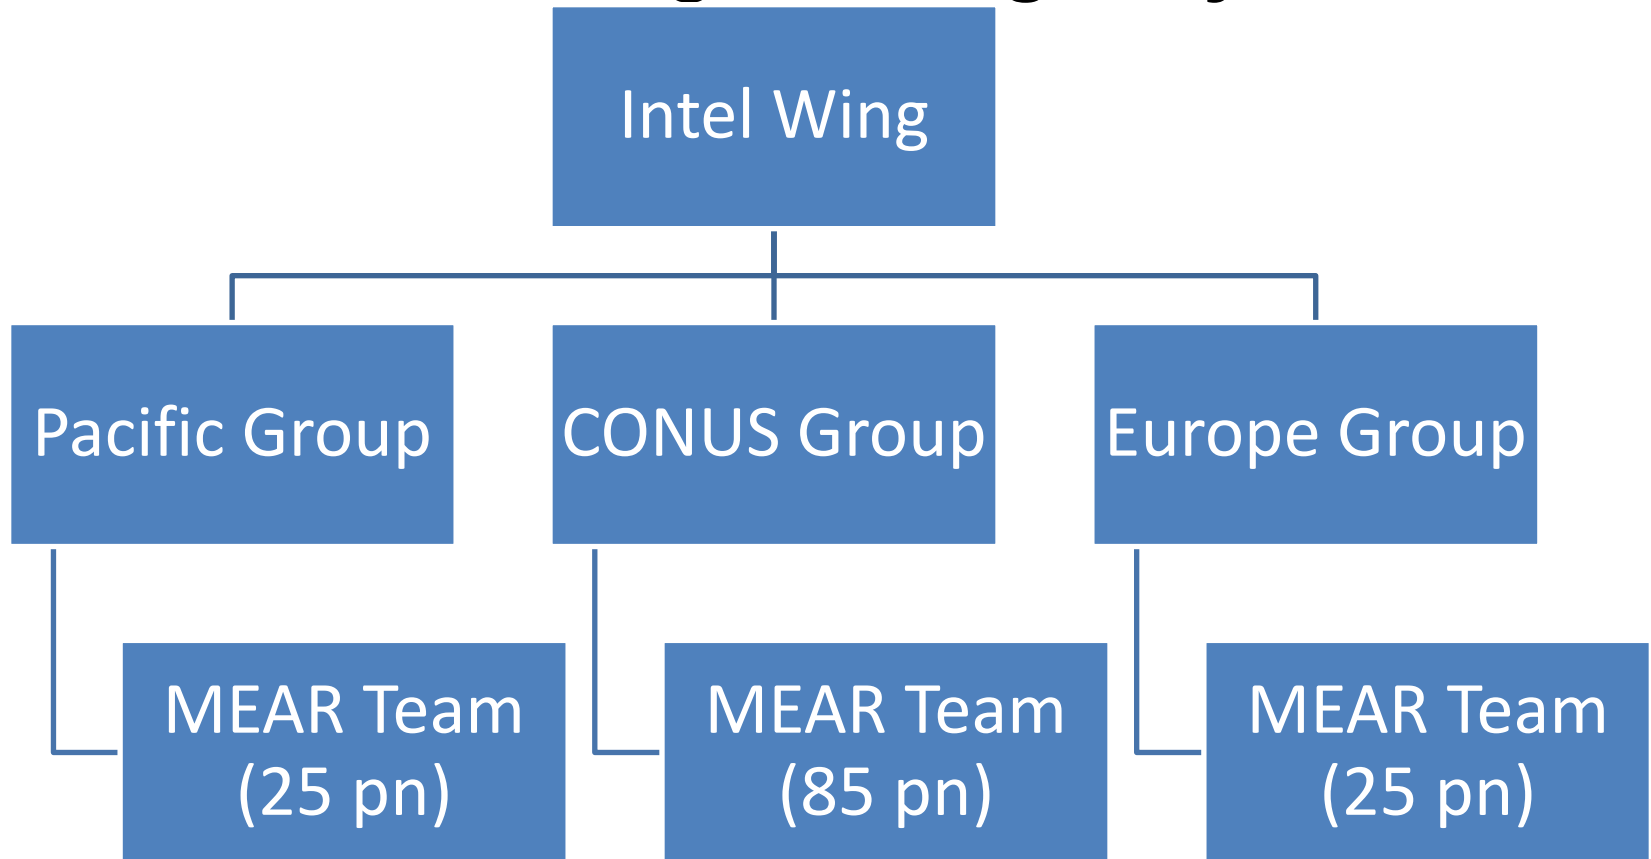 Intel Wing
Pacific Group
CONUS Group
Europe Group
MEAR Team
(25 pn)
MEAR Team
(85 pn)
MEAR Team
(25 pn)